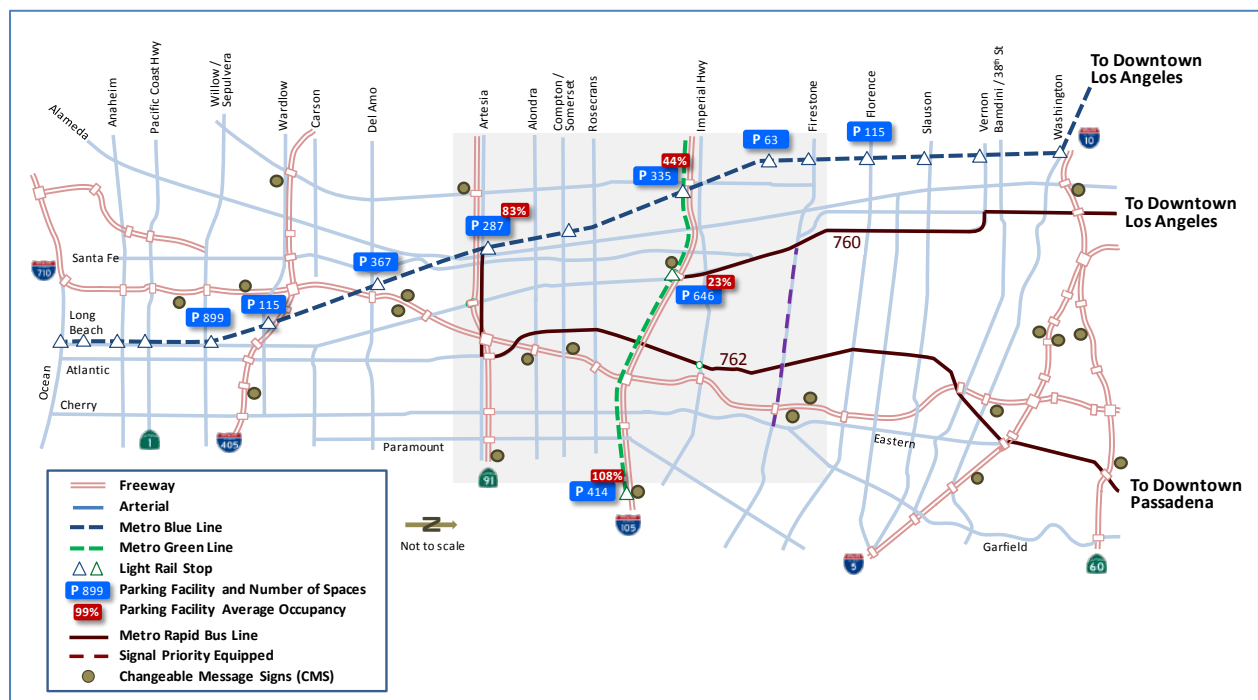 Alameda
Anaheim
Pacific Coast Hwy
Willow /
Sepulvera
Wardlow
Carson
Del Amo
Artesia
Alondra
Compton /
Somerset
Rosecrans
Imperial Hwy
Firestone
Florence
Slauson
Vernon
Bandini / 38th St
Washington
To Downtown
Los Angeles
10
P 63
P 115
44%
P 335
83%
P 287
To Downtown
Los Angeles
760
Santa Fe
710
P 367
23%
P 646
P 115
Long
Beach
P 899
762
Atlantic
Ocean
Cherry
1
405
Paramount
Eastern
91
108%
P 414
105
To Downtown
Pasadena
N
Not to scale
5
Garfield
60
Freeway
Arterial
Metro Blue Line
Metro Green Line
Light Rail Stop
P 899 Parking Facility and Number of Spaces
99% Parking Facility Average Occupancy
Metro Rapid Bus Line
Signal Priority Equipped
Changeable Message Signs (CMS)